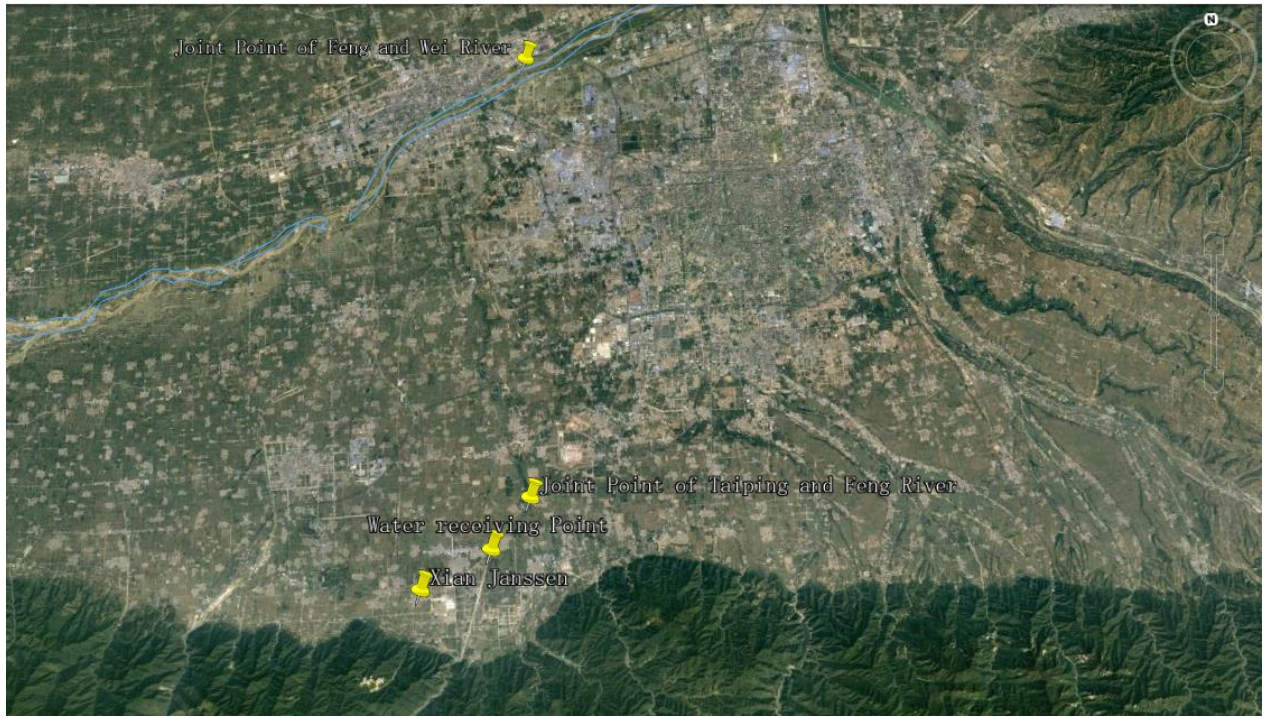 N
Joint Point of Feng and Wei River
Joint Point of Taiping and Feng River
Water receiving Point
Xian Janssen